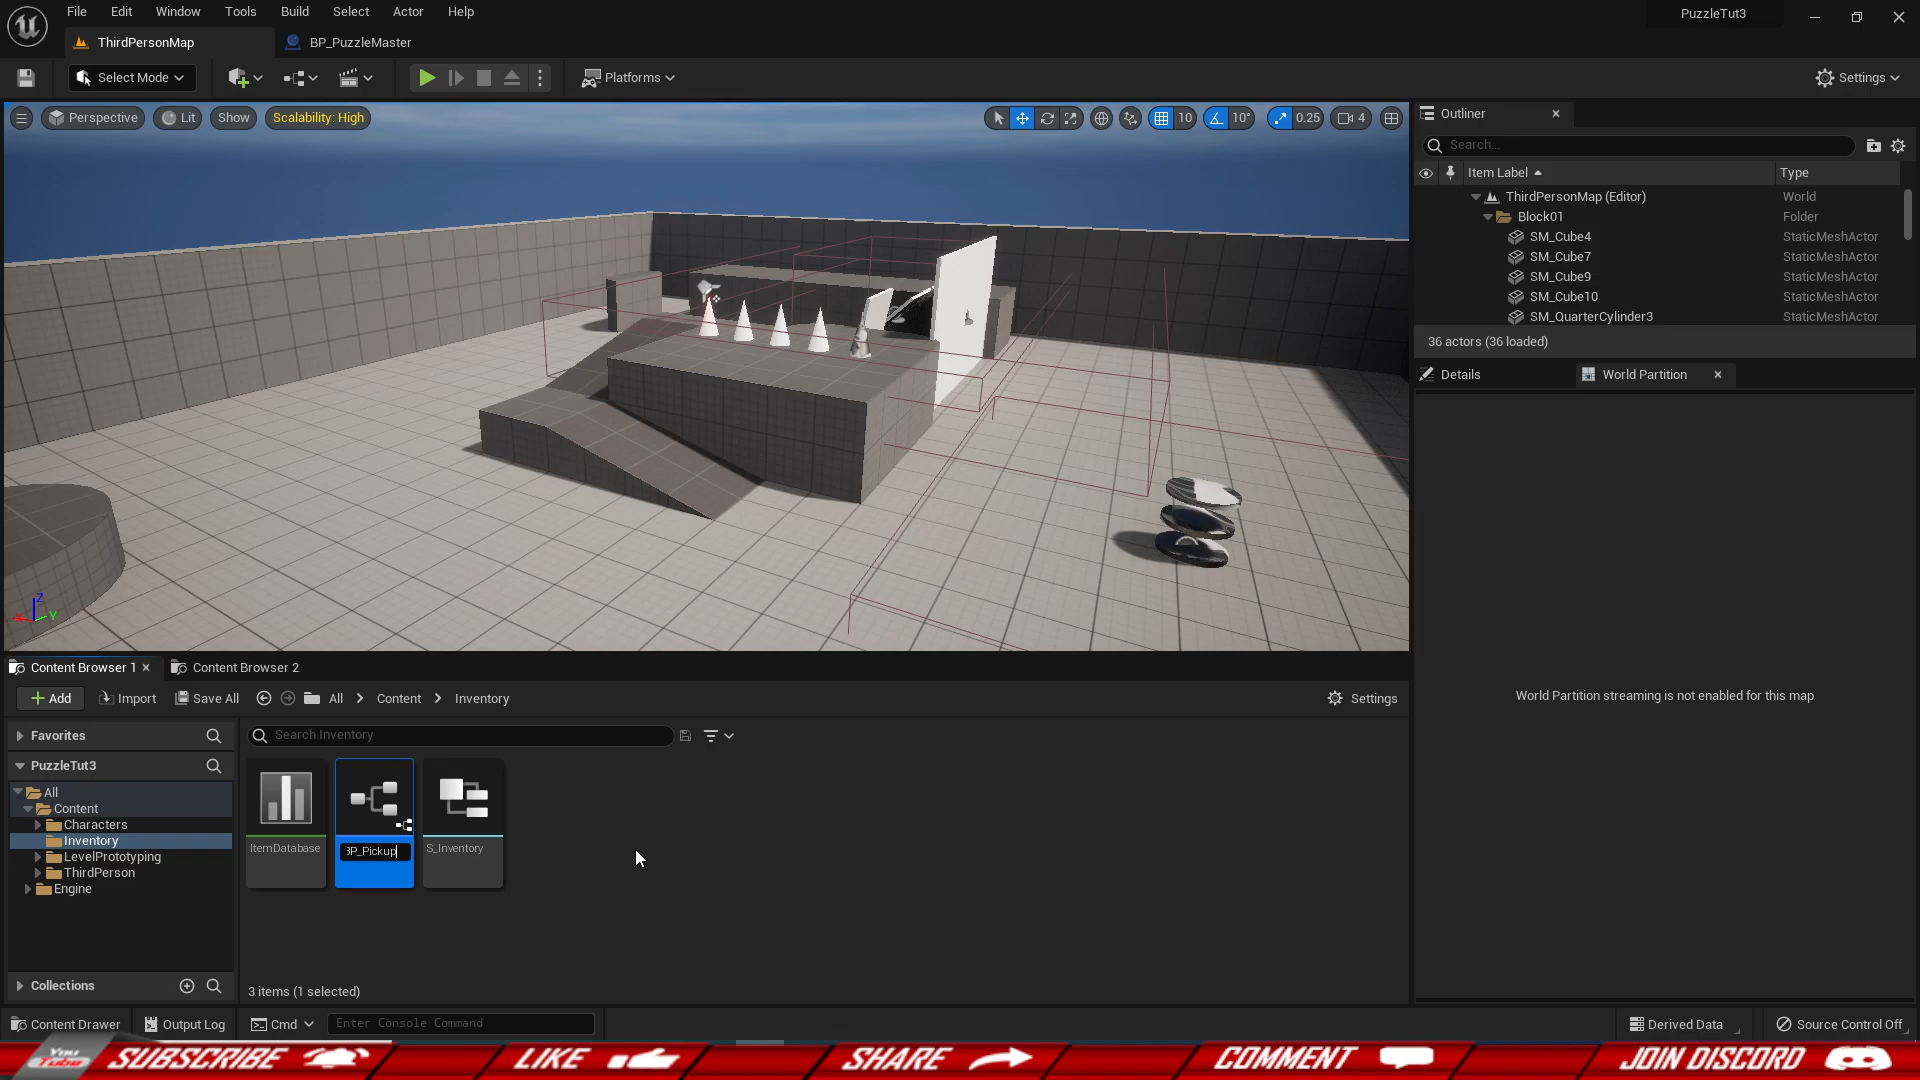 File Edit Window Tools Build Select Actor Help
PuzzleTut3
ThirdPersonMap
BP_PuzzleMaster
Select Mode
Platforms
Settings
Perspective
Lit
Show
Scalability: High
10
10°
0.25
4
Outliner
Search...
Item Label
Type
ThirdPersonMap (Editor)
World
Block01
Folder
SM_Cube4
StaticMeshActor
SM_Cube7
StaticMeshActor
SM_Cube9
StaticMeshActor
SM_Cube10
StaticMeshActor
SM_QuarterCylinder3
StaticMeshActor
36 actors (36 loaded)
Details
World Partition
World Partition streaming is not enabled for this map
Z
X
Y
Content Browser 1
Content Browser 2
Add
Import
Save All
All
Content
Inventory
Settings
Favorites
Search Inventory
PuzzleTut3
All
Content
Characters
Inventory
LevelPrototyping
ThirdPerson
Engine
ItemDatabase
BP_Pickup
S_Inventory
Collections
3 items (1 selected)
Content Drawer
Output Log
Cmd
Enter Console Command
Derived Data
Source Control Off
You Tube
SUBSCRIBE
LIKE
SHARE
COMMENT
JOIN DISCORD